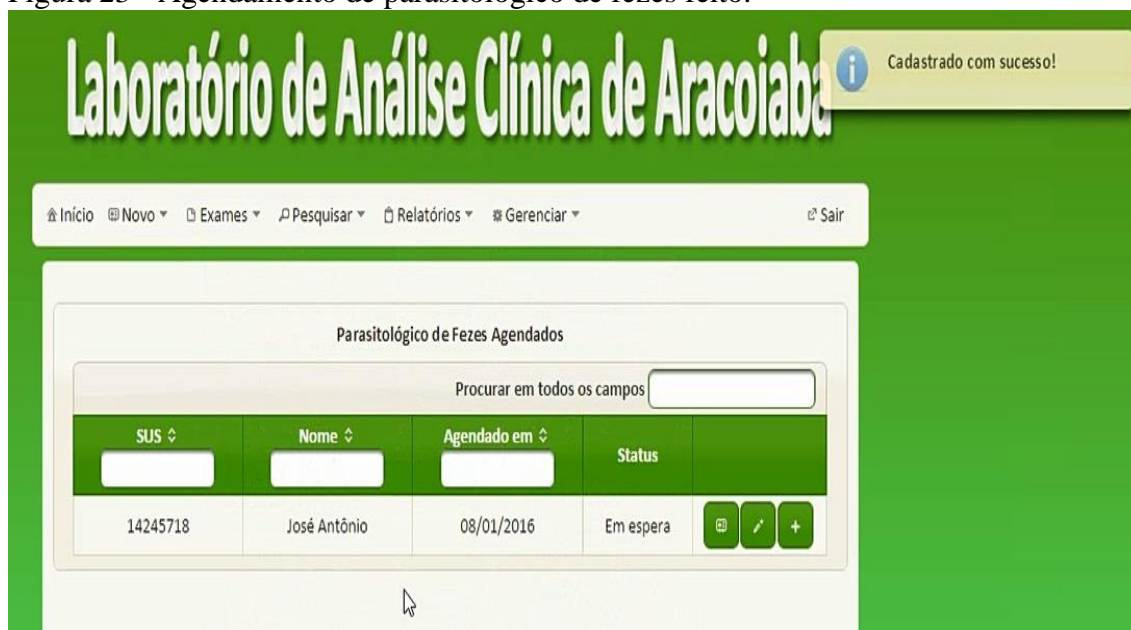 Figura 25 - Agendamento de parasitológico de fezes feito.
Laboratório de Análise Clínica de Aracoiaba
Cadastrado com sucesso!
Início Novo Exames Pesquisar Relatórios Gerenciar Sair
Parasitológico de Fezes Agendados
Procurar em todos os campos
SUS Nome Agendado em Status
14245718 José Antônio 08/01/2016 Em espera